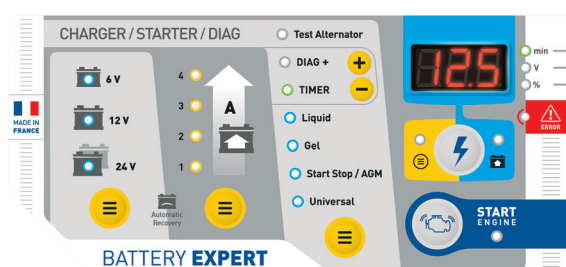 CHARGER / STARTER / DIAG
6 V
12 V
24 V
MADE IN
FRANCE
4
3
2
1
A
Automatic
Recovery
Test Alternator
DIAG +
TIMER
+
−
Liquid
Gel
Start Stop / AGM
Universal
12.5
min
V
%
ERROR
START
ENGINE
BATTERY EXPERT